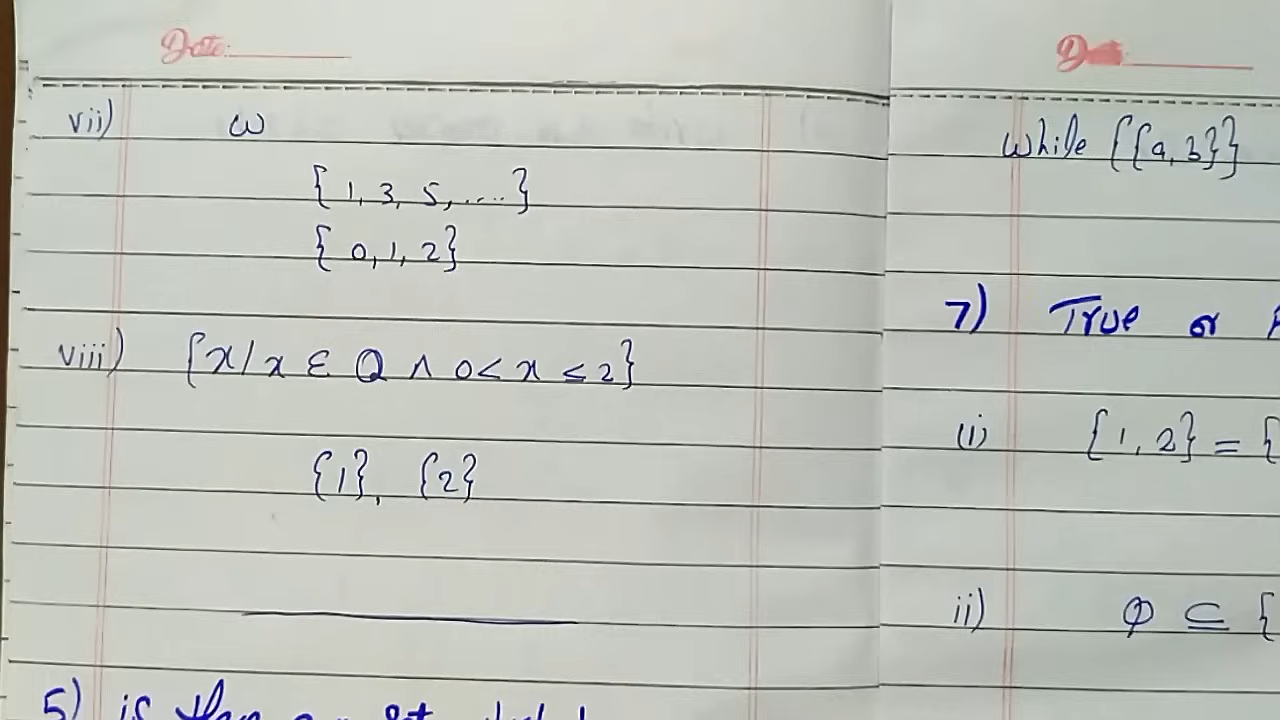 Date:
vii) W
{ 1, 3, 5, .... }
{ 0, 1, 2}
viii) {x/x ∈ Q ∧ 0 < x ≤ 2}
{1}, {2}
5) is
Date:
While {{a, b}}
7) True or
(i) {1, 2} = {
ii) Φ ⊆ {